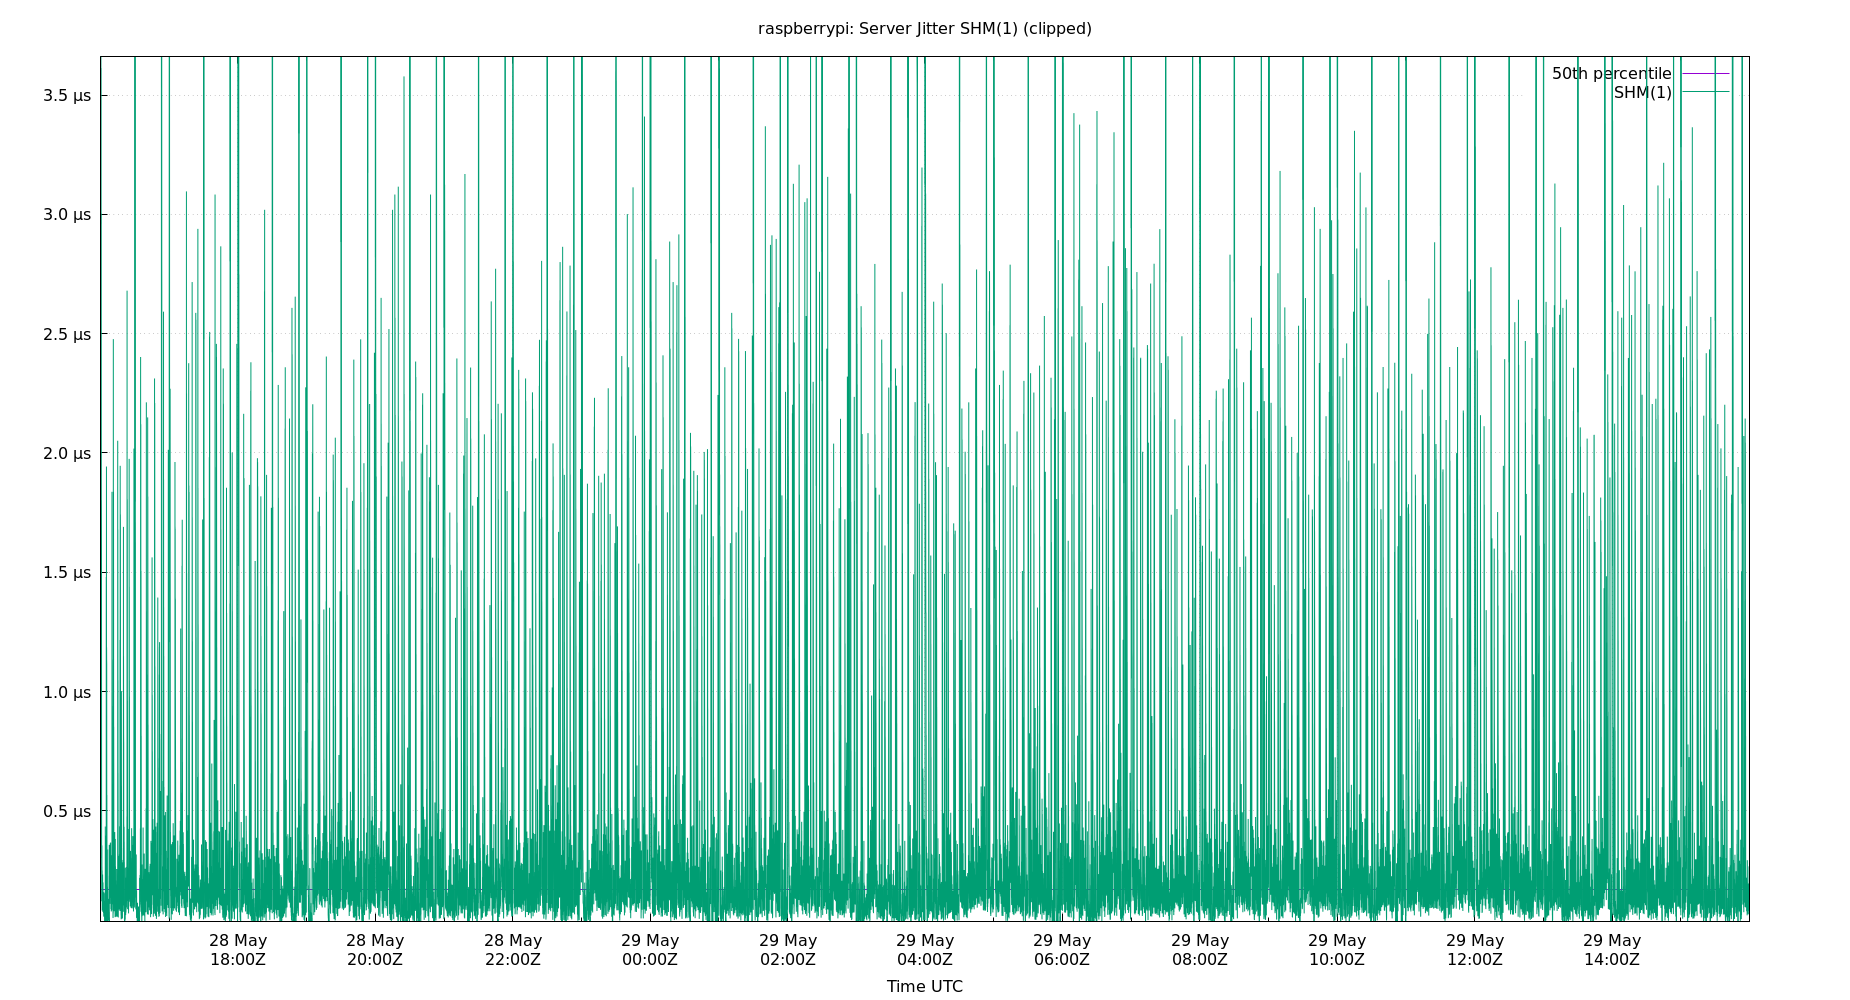 raspberrypi: Server Jitter SHM(1) (clipped)
50th percentile
SHM(1)
3.5 µs
3.0 µs
2.5 µs
2.0 µs
1.5 µs
1.0 µs
0.5 µs
28 May 28 May 28 May 29 May 29 May 29 May 29 May 29 May 29 May 29 May 29 May
18:00Z 20:00Z 22:00Z 00:00Z 02:00Z 04:00Z 06:00Z 08:00Z 10:00Z 12:00Z 14:00Z
Time UTC